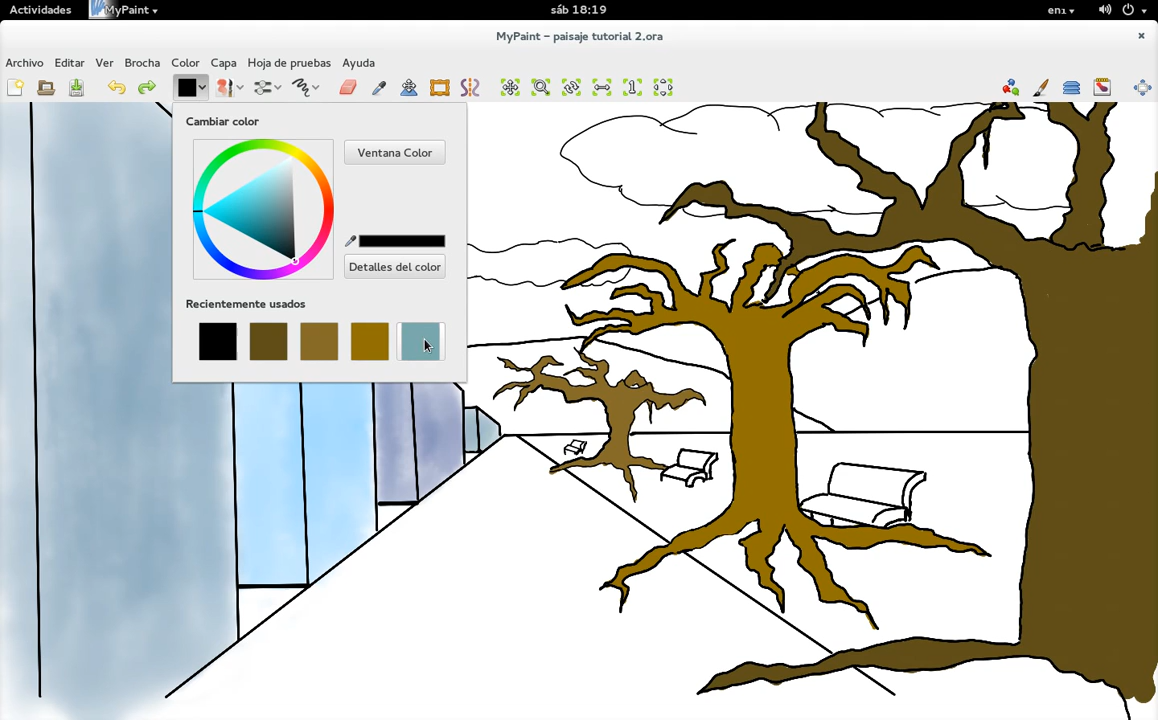 Actividades MyPaint sáb 18:19 en₁
MyPaint – paisaje tutorial 2.ora
Archivo Editar Ver Brocha Color Capa Hoja de pruebas Ayuda
Cambiar color
Ventana Color
Detalles del color
Recientemente usados